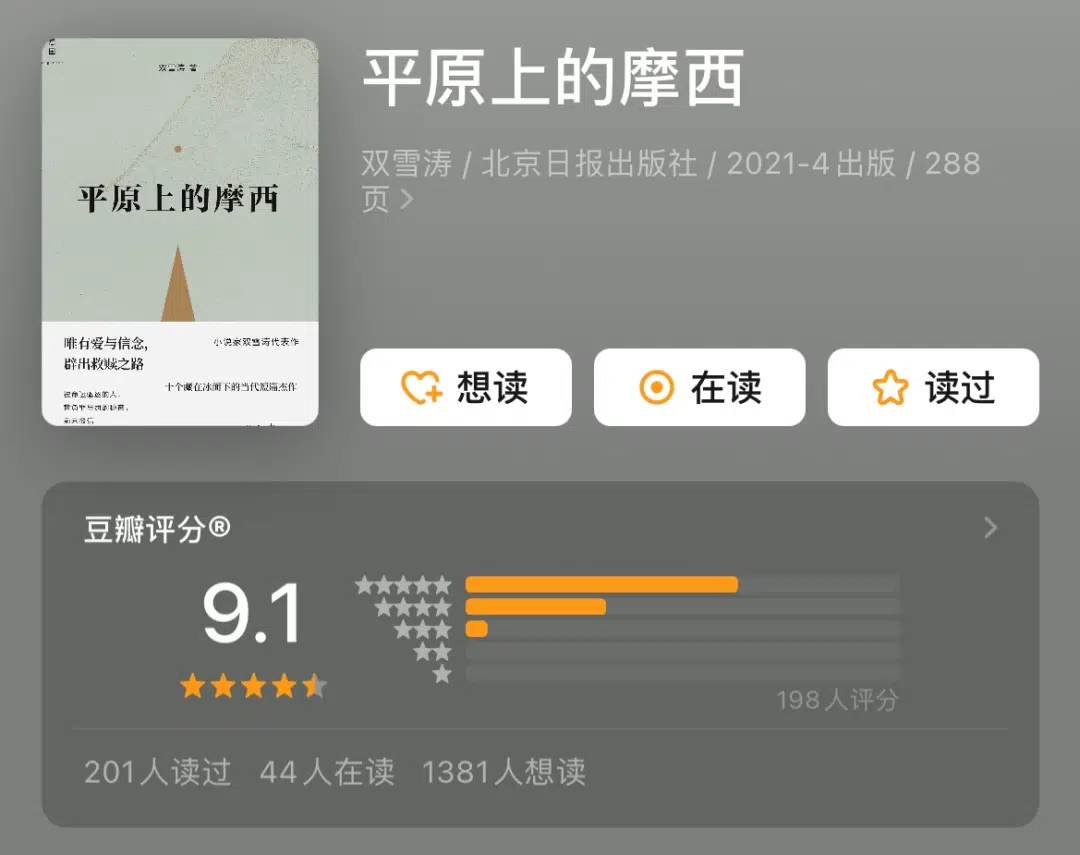 双雪涛 著
平原上的摩西
唯有爱与信念,
辟出救赎之路
小说家双雪涛代表作
十个藏在冰面下的当代短篇杰作
平原上的摩西
双雪涛 / 北京日报出版社 / 2021-4出版 / 288
页
想读
在读
读过
豆瓣评分®
9.1
198人评分
201人读过 44人在读 1381人想读